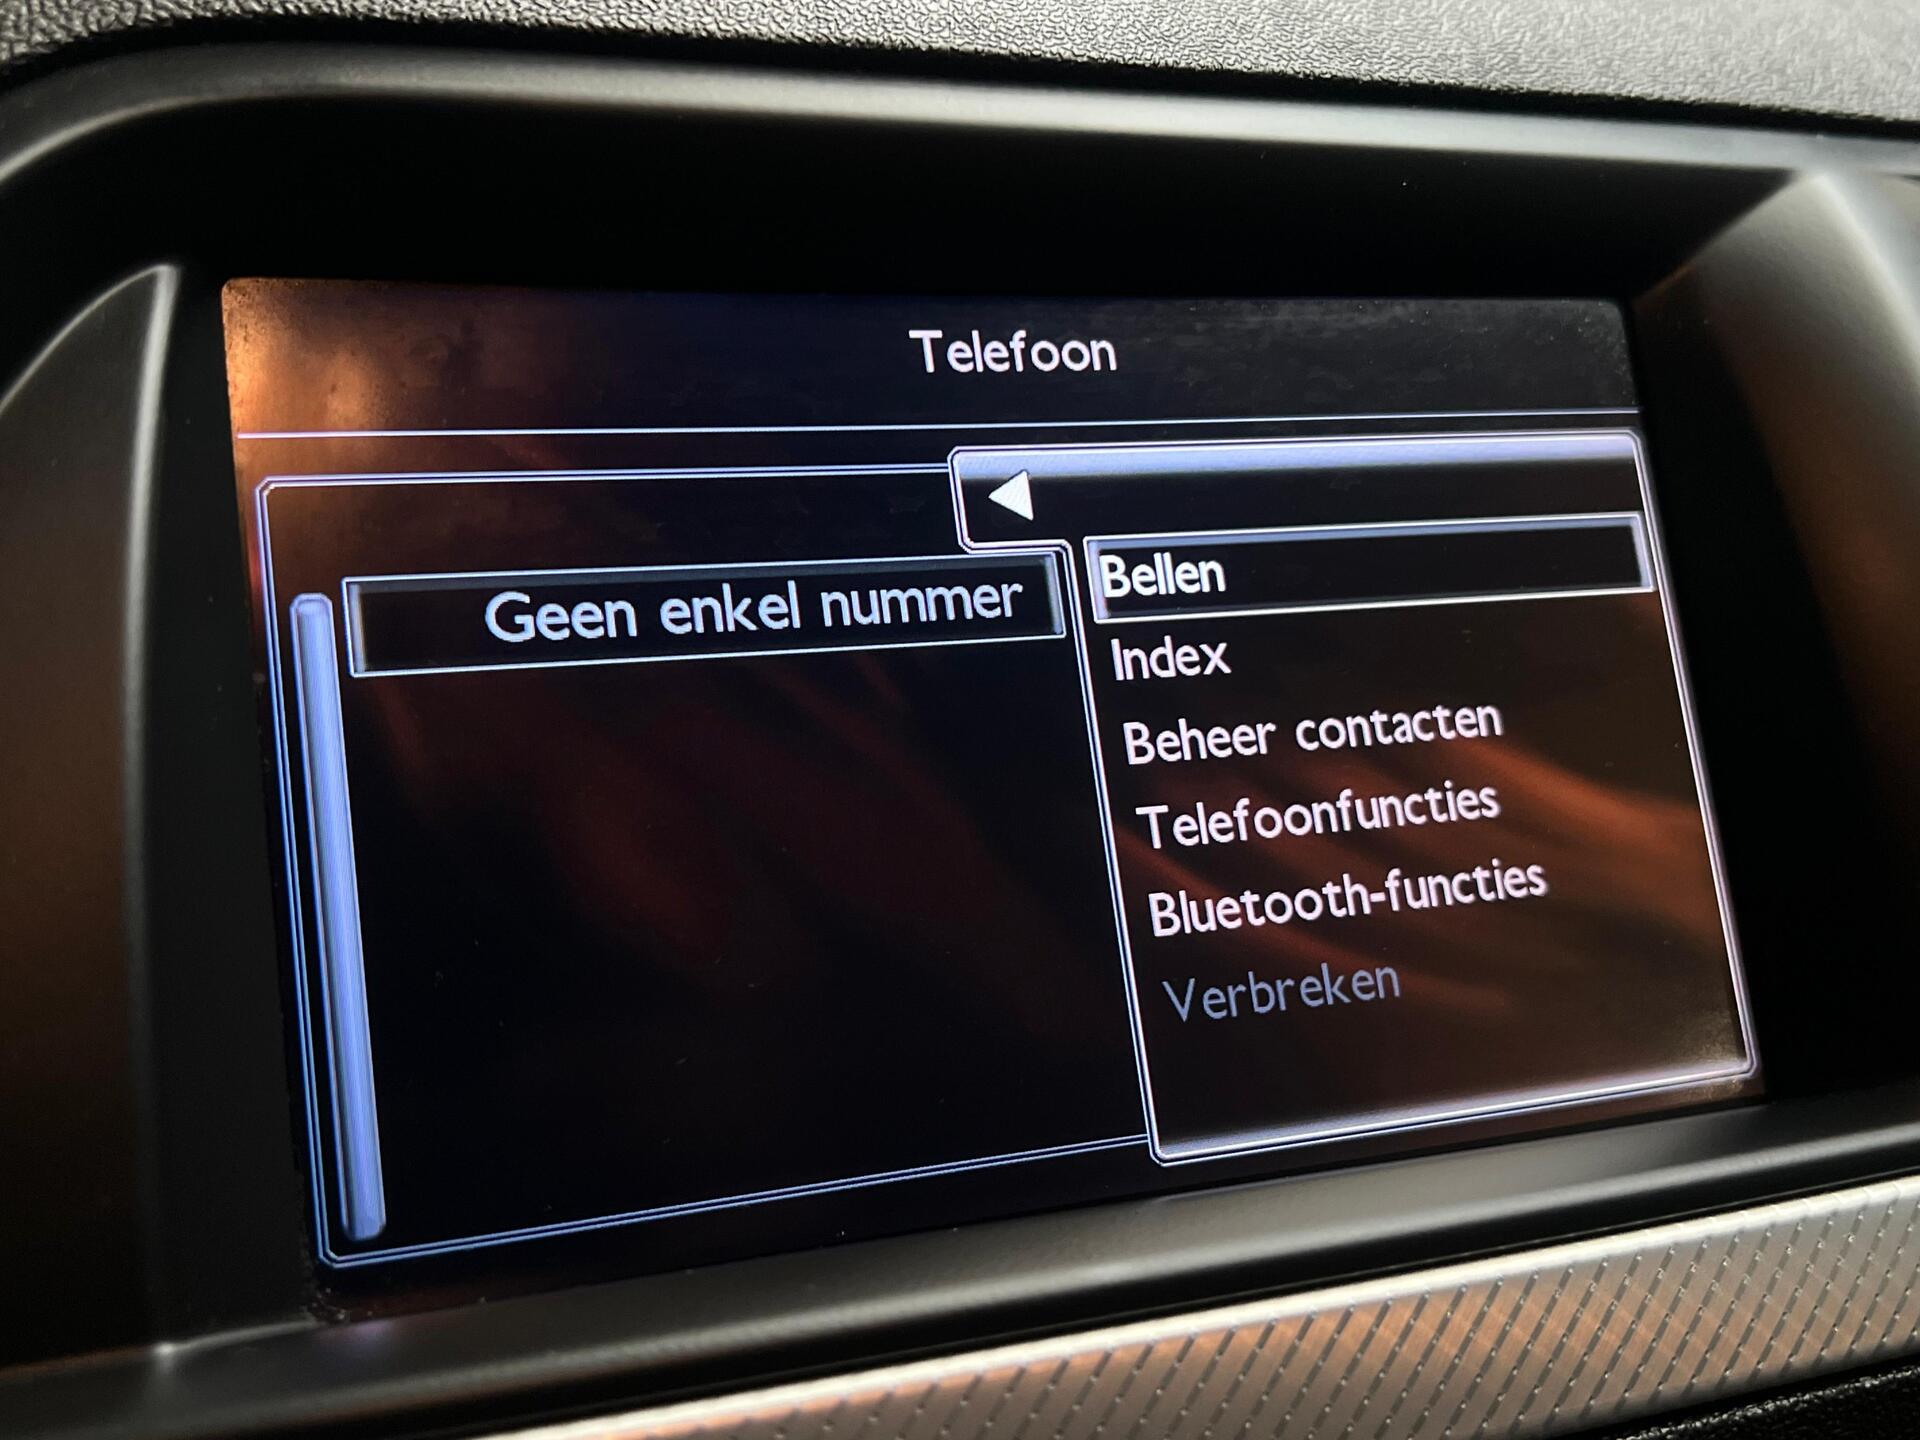 Telefoon
Geen enkel nummer
Bellen
Index
Beheer contacten
Telefoonfuncties
Bluetooth-functies
Verbreken